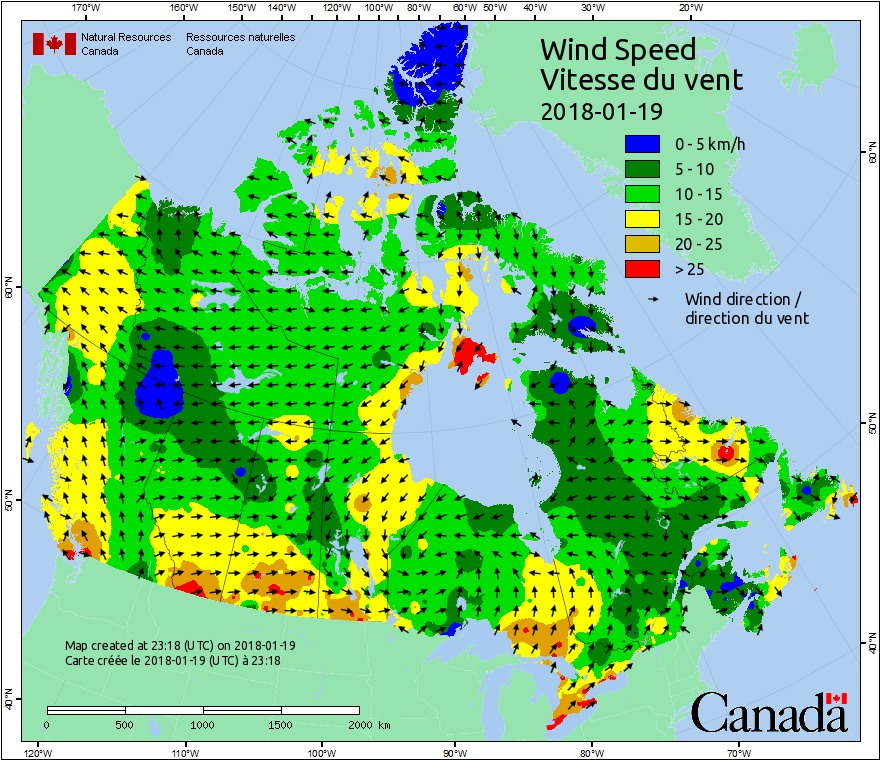 170°W 160°W 150°W 140°W 120°W 100°W 80°W 60°W 50°W 40°W 30°W 20°W
Natural Resources Ressources naturelles
Canada Canada
Wind Speed
Vitesse du vent
2018-01-19
0 - 5 km/h
5 - 10
10 - 15
15 - 20
20 - 25
> 25
Wind direction /
direction du vent
60°N
60°N
50°N
50°N
40°N
40°N
Map created at 23:18 (UTC) on 2018-01-19
Carte créée le 2018-01-19 (UTC) à 23:18
0 500 1000 1500 2000 km
Canada
120°W 110°W 100°W 90°W 80°W 70°W